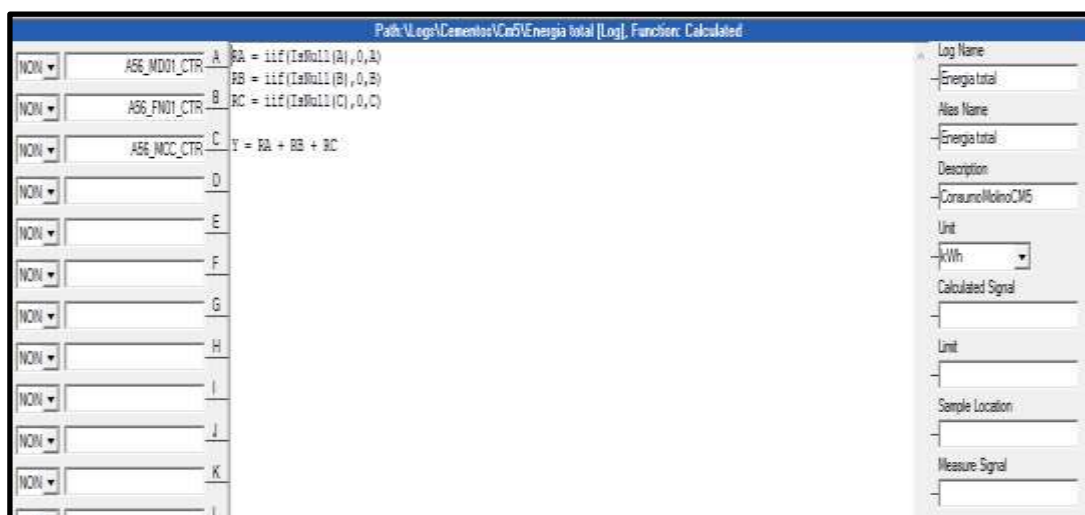 Path:\Logs\Cementos\Cm5\Energia total [Log], Function: Calculated
NON A56_MD01_CTR A
NON A56_FN01_CTR B
NON A56_MCC_CTR C
NON D
NON E
NON F
NON G
NON H
NON I
NON J
NON K
L
RA = iif(IsNull(A),0,A)
RB = iif(IsNull(B),0,B)
RC = iif(IsNull(C),0,C)
Y = RA + RB + RC
Log Name
Energia total
Alias Name
Energia total
Description
ConsumoMolinoCM5
Unit
kWh
Calculated Signal
Limit
Sample Location
Measure Signal